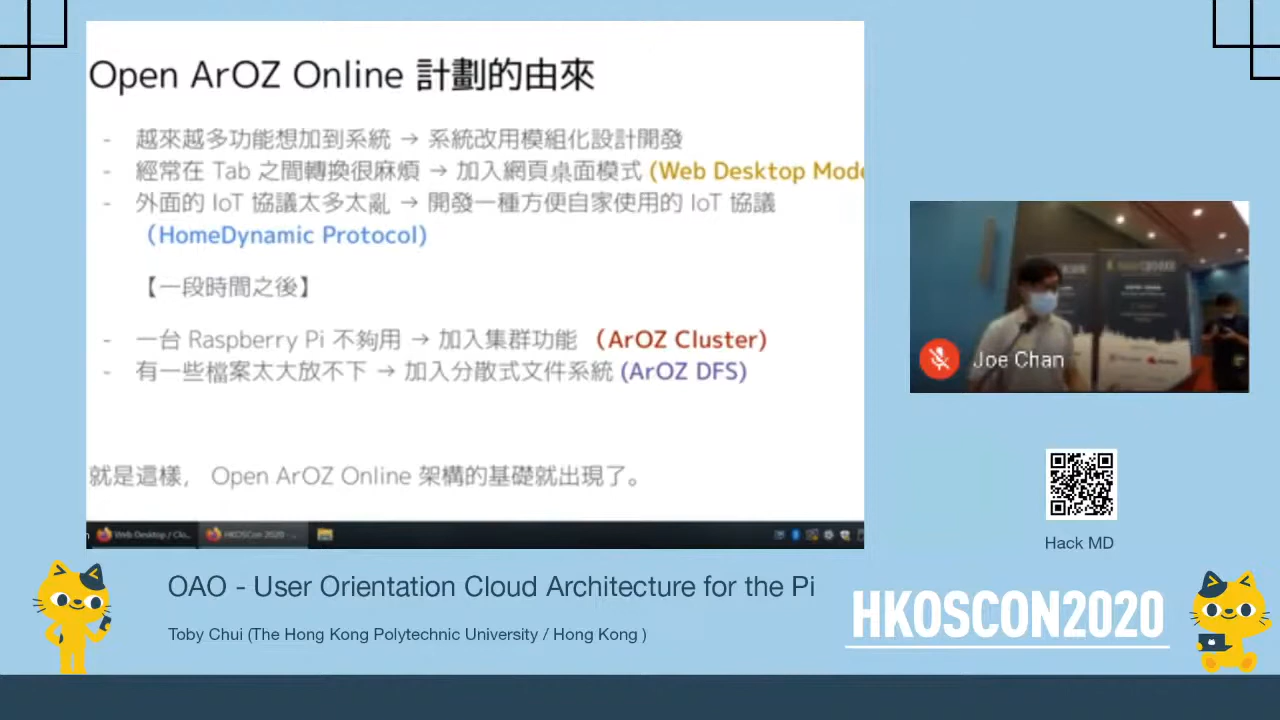 Open ArOZ Online 計劃的由來
- 越來越多功能想加到系統 → 系統改用模組化設計開發
- 經常在 Tab 之間轉換很麻煩 → 加入網頁桌面模式 (Web Desktop Mode
- 外面的 IoT 協議太多太亂 → 開發一種方便自家使用的 IoT 協議
（HomeDynamic Protocol)
【一段時間之後】
- 一台 Raspberry Pi 不夠用 → 加入集群功能 （ArOZ Cluster)
- 有一些檔案太大放不下 → 加入分散式文件系統 (ArOZ DFS)
就是這樣， Open ArOZ Online 架構的基礎就出現了。
Web Desktop / Clo...
HKOSCon 2020 - ...
Joe Chan
Hack MD
OAO - User Orientation Cloud Architecture for the Pi
Toby Chui (The Hong Kong Polytechnic University / Hong Kong )
HKOSCON2020